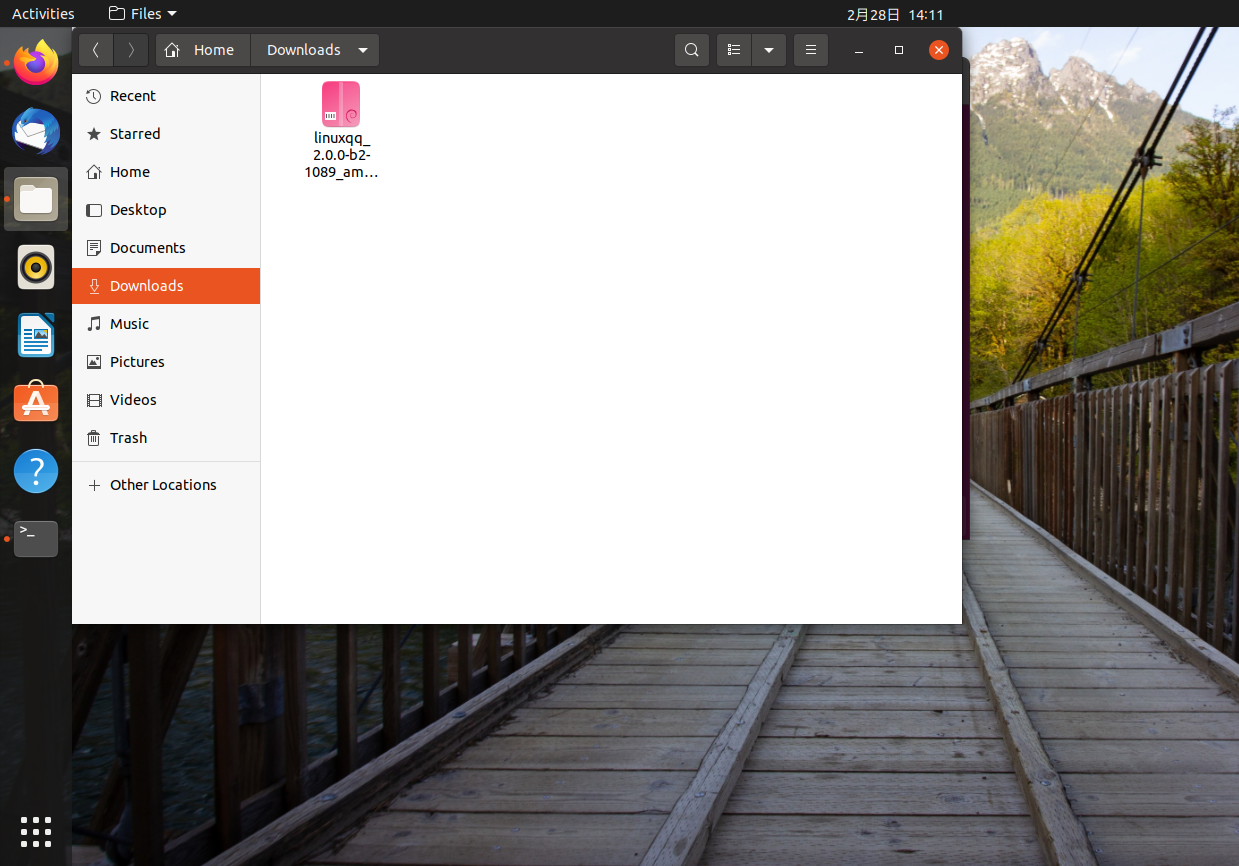 Activities
Files
2月28日 14:11
Home
Downloads
Recent
Starred
Home
Desktop
Documents
Downloads
Music
Pictures
Videos
Trash
Other Locations
linuxqq_
2.0.0-b2-
1089_am…
?
>_